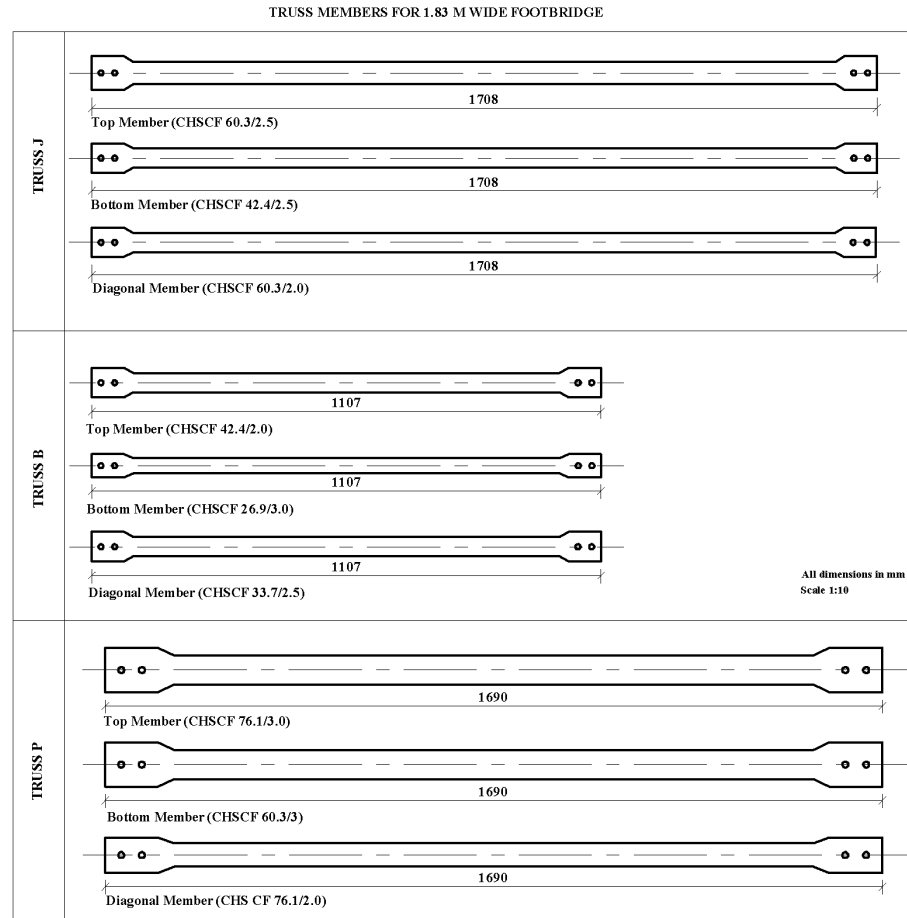 TRUSS MEMBERS FOR 1.83 M WIDE FOOTBRIDGE
TRUSS J
1708
Top Member (CHSCF 60.3/2.5)
1708
Bottom Member (CHSCF 42.4/2.5)
1708
Diagonal Member (CHSCF 60.3/2.0)
TRUSS B
1107
Top Member (CHSCF 42.4/2.0)
1107
Bottom Member (CHSCF 26.9/3.0)
1107
Diagonal Member (CHSCF 33.7/2.5)
All dimensions in mm
Scale 1:10
TRUSS P
1690
Top Member (CHSCF 76.1/3.0)
1690
Bottom Member (CHSCF 60.3/3)
1690
Diagonal Member (CHS CF 76.1/2.0)